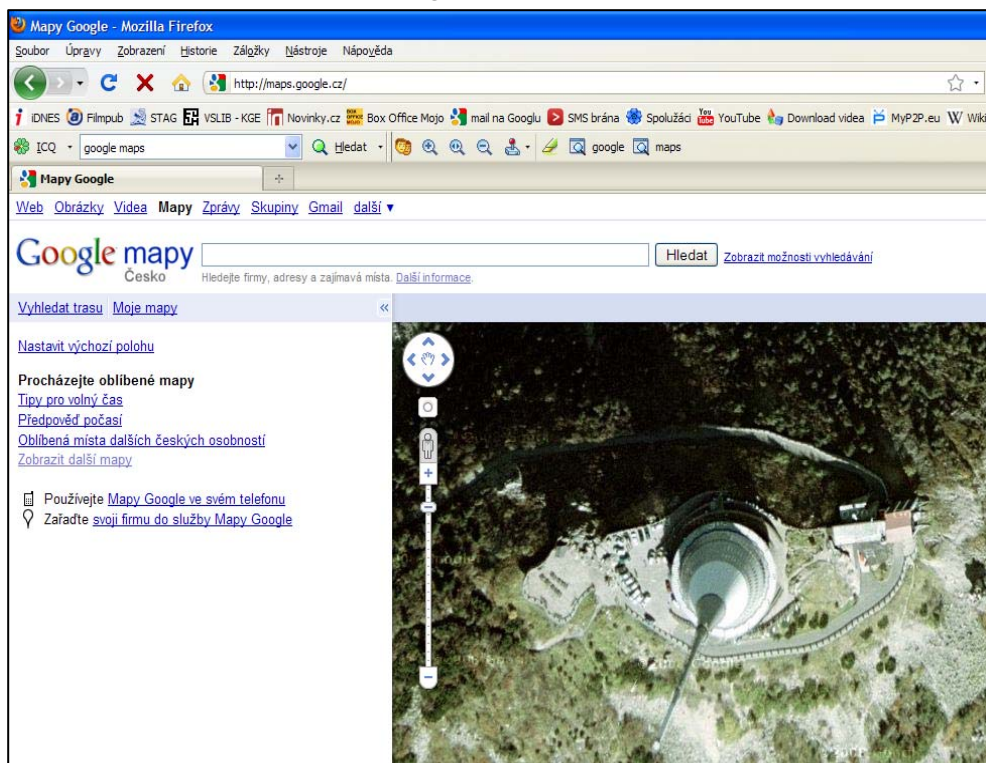 Mapy Google - Mozilla Firefox
Soubor Úpravy Zobrazení Historie Záložky Nástroje Nápověda
http://maps.google.cz/
iDNES Filmpub STAG VSLIB - KGE Novinky.cz Box Office Mojo mail na Googlu SMS brána Spolužáci YouTube Download videa MyP2P.eu Wiki
ICQ google maps Hledat google maps
Mapy Google
Web Obrázky Videa Mapy Zprávy Skupiny Gmail další ▼
Google mapy Hledat Zobrazit možnosti vyhledávání
Česko Hledejte firmy, adresy a zajímavá místa. Další informace.
Vyhledat trasu Moje mapy «
Nastavit výchozí polohu
Procházejte oblíbené mapy
Tipy pro volný čas
Předpověď počasí
Oblíbená místa dalších českých osobností
Zobrazit další mapy
Používejte Mapy Google ve svém telefonu
Zařaďte svoji firmu do služby Mapy Google